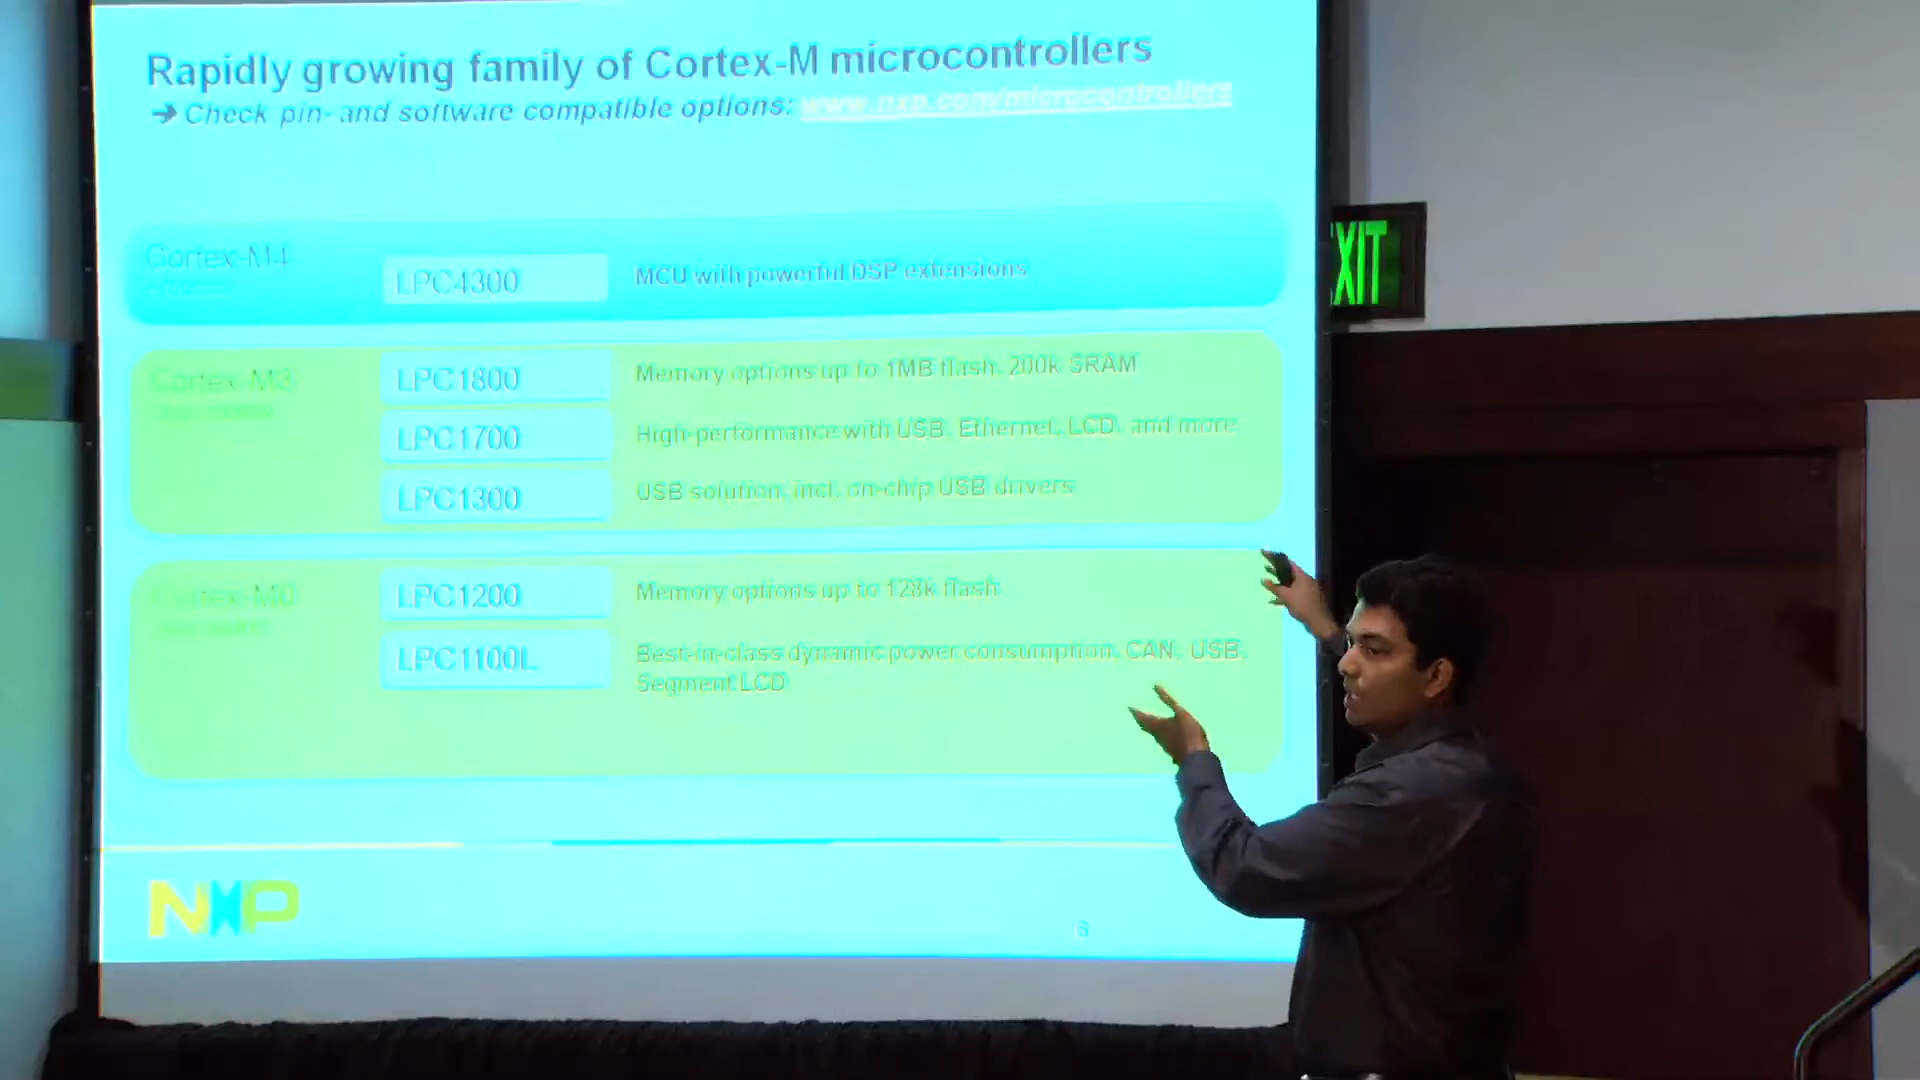 Rapidly growing family of Cortex-M microcontrollers
→ Check pin- and software compatible options: www.nxp.com/microcontrollers
Cortex-M4
LPC4300
MCU with powerful DSP extensions
Cortex-M3
LPC1800
Memory options up to 1MB flash, 200k SRAM
LPC1700
High-performance with USB, Ethernet, LCD, and more
LPC1300
USB solution, incl. on-chip USB drivers
Cortex-M0
LPC1200
Memory options up to 128k flash
LPC1100L
Best-in-class dynamic power consumption, CAN, USB,
Segment LCD
NXP
6
XIT